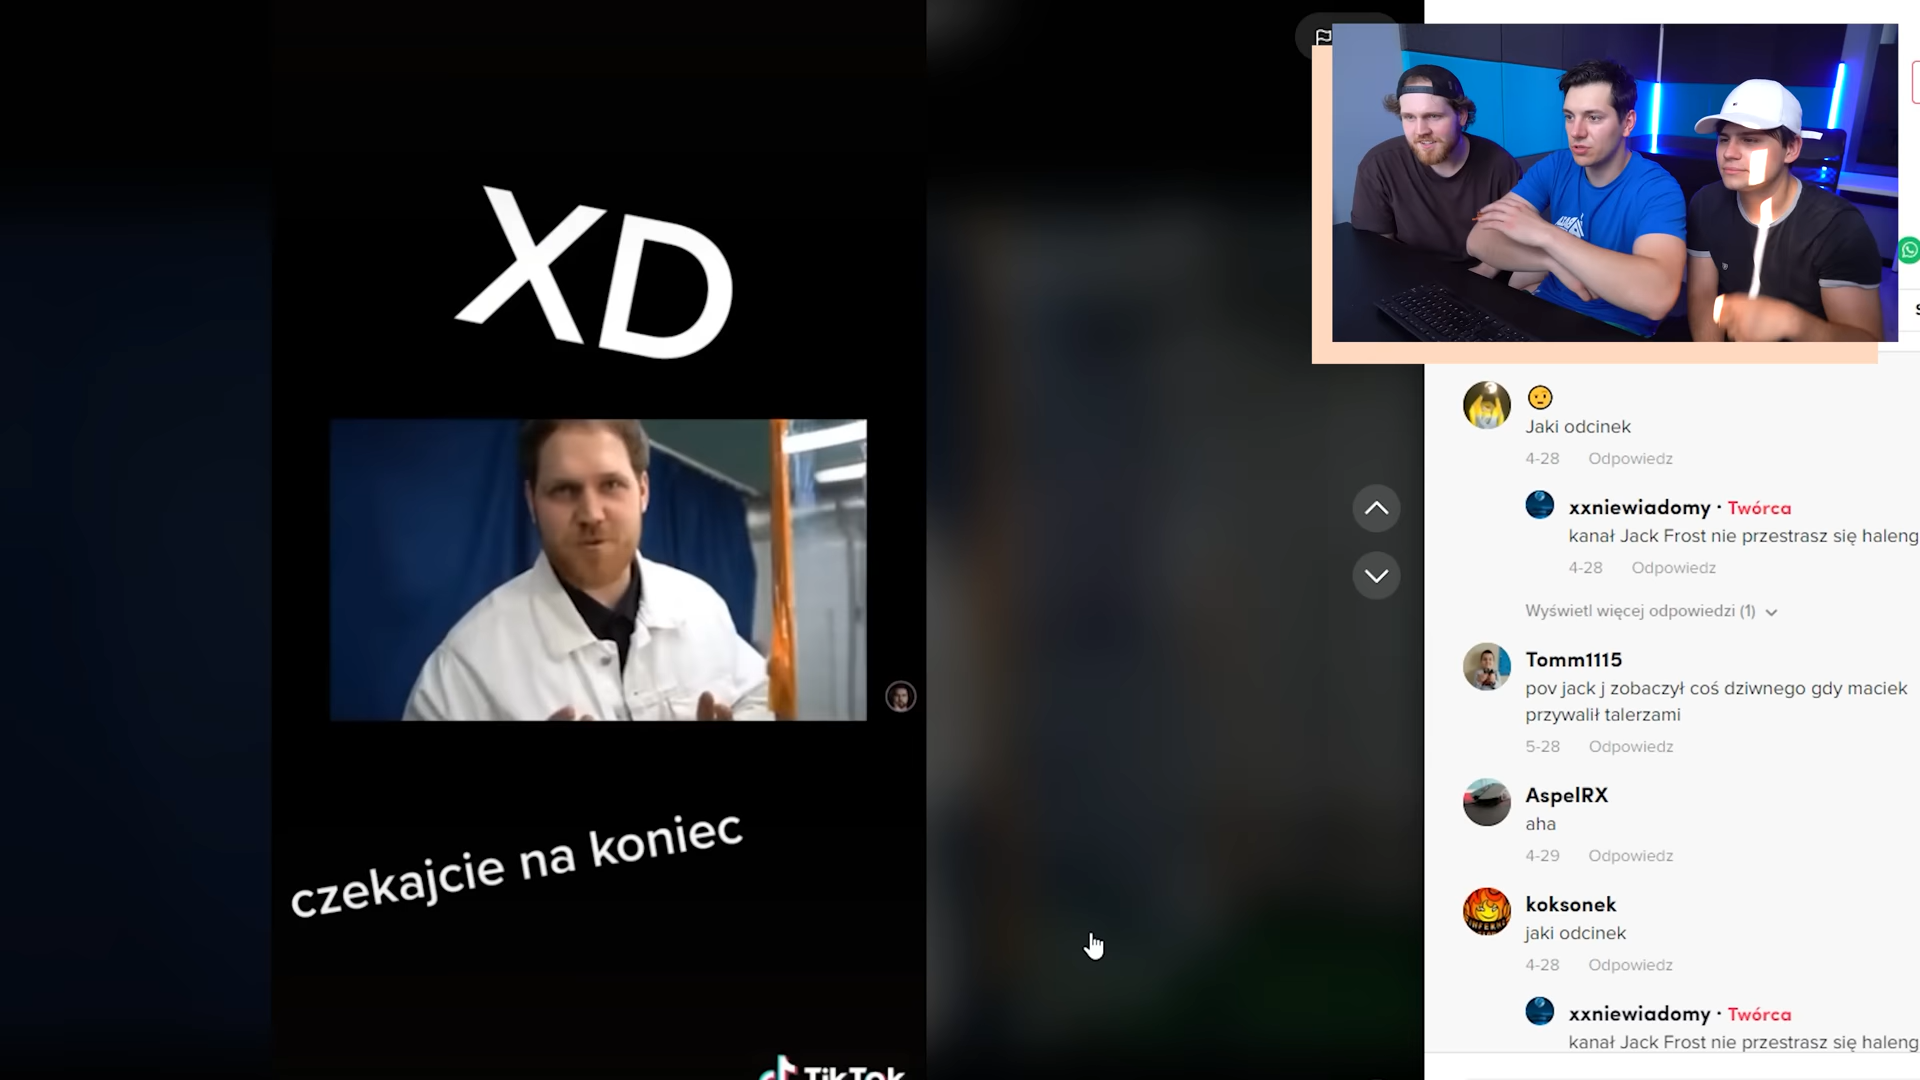 XD
czekajcie na koniec
TikTok
Jaki odcinek
4-28 Odpowiedz
xxniewiadomy · Twórca
kanał Jack Frost nie przestrasz się haleng
4-28 Odpowiedz
Wyświetl więcej odpowiedzi (1)
Tomm1115
pov jack j zobaczył coś dziwnego gdy maciek
przywalił talerzami
5-28 Odpowiedz
AspelRX
aha
4-29 Odpowiedz
koksonek
jaki odcinek
4-28 Odpowiedz
xxniewiadomy · Twórca
kanał Jack Frost nie przestrasz się haleng